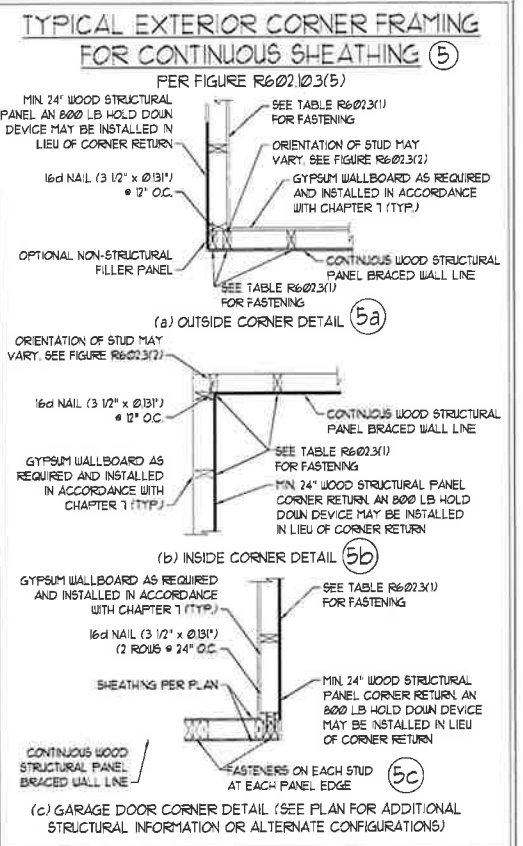 TYPICAL EXTERIOR CORNER FRAMING
FOR CONTINUOUS SHEATHING 5
PER FIGURE R602.10.3(5)
MIN. 24" WOOD STRUCTURAL
PANEL AN 800 LB HOLD DOWN
DEVICE MAY BE INSTALLED IN
LIEU OF CORNER RETURN
16d NAIL (3 1/2" x 0.131")
@ 12" O.C.
OPTIONAL NON-STRUCTURAL
FILLER PANEL
SEE TABLE R602.3(1)
FOR FASTENING
ORIENTATION OF STUD MAY
VARY. SEE FIGURE R602.3(2)
GYPSUM WALLBOARD AS REQUIRED
AND INSTALLED IN ACCORDANCE
WITH CHAPTER 7 (TYP.)
CONTINUOUS WOOD STRUCTURAL
PANEL BRACED WALL LINE
SEE TABLE R602.3(1)
FOR FASTENING
(a) OUTSIDE CORNER DETAIL 5a
ORIENTATION OF STUD MAY
VARY. SEE FIGURE R602.3(2)
16d NAIL (3 1/2" x 0.131")
@ 12" O.C.
GYPSUM WALLBOARD AS
REQUIRED AND INSTALLED
IN ACCORDANCE WITH
CHAPTER 7 (TYP.)
CONTINUOUS WOOD STRUCTURAL
PANEL BRACED WALL LINE
SEE TABLE R602.3(1)
FOR FASTENING
MIN. 24" WOOD STRUCTURAL PANEL
CORNER RETURN. AN 800 LB HOLD
DOWN DEVICE MAY BE INSTALLED
IN LIEU OF CORNER RETURN
(b) INSIDE CORNER DETAIL 5b
GYPSUM WALLBOARD AS REQUIRED
AND INSTALLED IN ACCORDANCE
WITH CHAPTER 7 (TYP.)
16d NAIL (3 1/2" x 0.131")
(2 ROWS @ 24" O.C.
SHEATHING PER PLAN
CONTINUOUS WOOD
STRUCTURAL PANEL
BRACED WALL LINE
SEE TABLE R602.3(1)
FOR FASTENING
MIN. 24" WOOD STRUCTURAL
PANEL CORNER RETURN. AN
800 LB HOLD DOWN DEVICE
MAY BE INSTALLED IN LIEU
OF CORNER RETURN
FASTENERS ON EACH STUD
AT EACH PANEL EDGE
5c
(c) GARAGE DOOR CORNER DETAIL (SEE PLAN FOR ADDITIONAL
STRUCTURAL INFORMATION OR ALTERNATE CONFIGURATIONS)